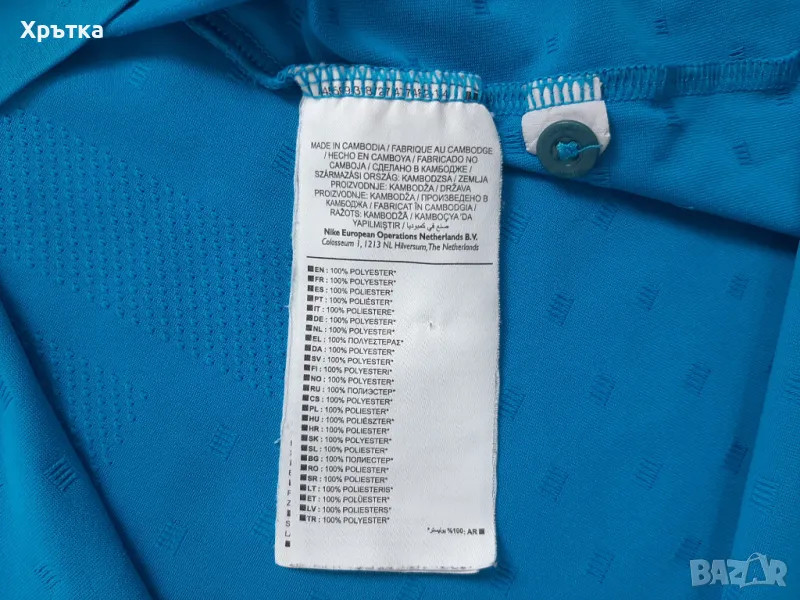 Хрътка
MADE IN CAMBODIA / FABRIQUE AU CAMBODGE
/ HECHO EN CAMBOYA / FABRICADO NO
CAMBOJA / СДЕЛАНО В КАМБОДЖЕ /
SZÁRMAZÁSI ORSZÁG: KAMBODZSA / ZEMLJA
PROIZVODNJE: KAMBODŽA / DRŽAVA
PROIZVODNJE: KAMBODŽA / ПРОИЗВЕДЕНО В
КАМБОДЖА / FABRICAT ÎN CAMBODGIA /
RAŽOTS: KAMBODŽĀ / KAMBOÇYA 'DA
YAPILMIŞTIR / صنع في كمبوديا
Nike European Operations Netherlands B.V.
Colosseum 1, 1213 NL Hilversum, The Netherlands
EN : 100% POLYESTER*
FR : 100% POLYESTER*
ES : 100% POLIÉSTER*
PT : 100% POLIÉSTER*
IT : 100% POLIESTERE*
DE : 100% POLYESTER*
NL : 100% POLYESTER*
EL : 100% ΠΟΛΥΕΣΤΕΡΑΣ*
DA : 100% POLYESTER*
SV : 100% POLYESTER*
FI : 100% POLYESTER*
NO : 100% POLYESTER*
RU : 100% ПОЛИЭСТЕР*
CS : 100% POLYESTER*
PL : 100% POLIESTER*
HU : 100% POLIÉSZTER*
HR : 100% POLIESTER*
SK : 100% POLYESTER*
SL : 100% POLIESTER*
BG : 100% ПОЛИЕСТЕР*
RO : 100% POLIESTER*
SR : 100% POLIESTER*
LT : 100% POLIESTERIS*
ET : 100% POLÜESTER*
LV : 100% POLIESTERS*
TR : 100% POLYESTER*
AR : %100 بوليستر*
BAZAR